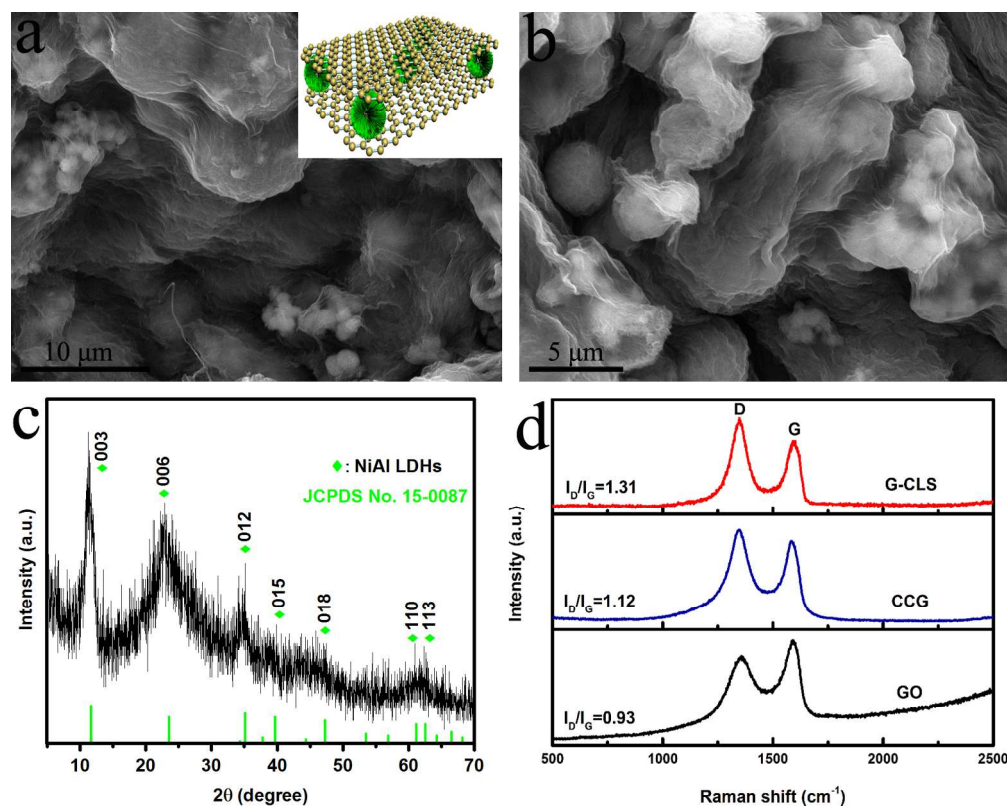 a
10 μm
b
5 μm
c
003
006
012
015
018
110
113
♦: NiAl LDHs
JCPDS No. 15-0087
Intensity (a.u.)
5 10 20 30 40 50 60 70
2θ (degree)
d
D
G
I_D/I_G=1.31
G-CLS
I_D/I_G=1.12
CCG
I_D/I_G=0.93
GO
Intensity (a.u.)
500 1000 1500 2000 2500
Raman shift (cm⁻¹)